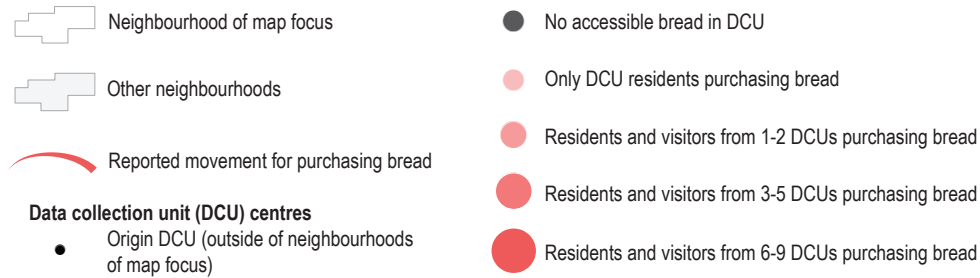 Neighbourhood of map focus
Other neighbourhoods
Reported movement for purchasing bread
Data collection unit (DCU) centres
Origin DCU (outside of neighbourhoods
of map focus)
No accessible bread in DCU
Only DCU residents purchasing bread
Residents and visitors from 1-2 DCUs purchasing bread
Residents and visitors from 3-5 DCUs purchasing bread
Residents and visitors from 6-9 DCUs purchasing bread